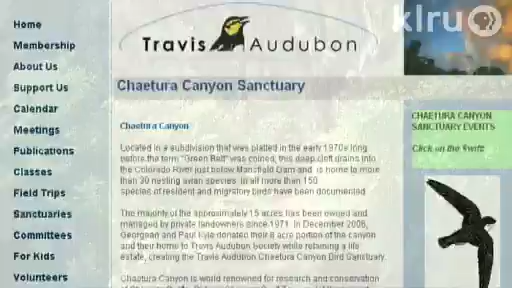 klru
Travis Audubon
Chaetura Canyon Sanctuary
Home
Membership
About Us
Support Us
Calendar
Meetings
Publications
Classes
Field Trips
Sanctuaries
Committees
For Kids
Volunteers
Chaetura Canyon
Located in a subdivision that was platted in the early 1970s long
before the term "Green Belt" was coined, this deep cleft drains into
the Colorado River just below Mansfield Dam and is home to
more than 30 nesting avian species. In all more than 150
species of resident and migratory birds have been documented.
The majority of the approximately 15 acres has been owned and
managed by private landowners since 1971. In December 2006,
Georgean and Paul Kyle donated their 8 acre portion of the canyon
and their home to Travis Audubon Society while retaining a life
estate, creating the Travis Audubon Chaetura Canyon Bird Sanctuary.
Chaetura Canyon is world renowned for research and conservation
CHAETURA CANYON
SANCTUARY EVENTS
Click on the Swift!